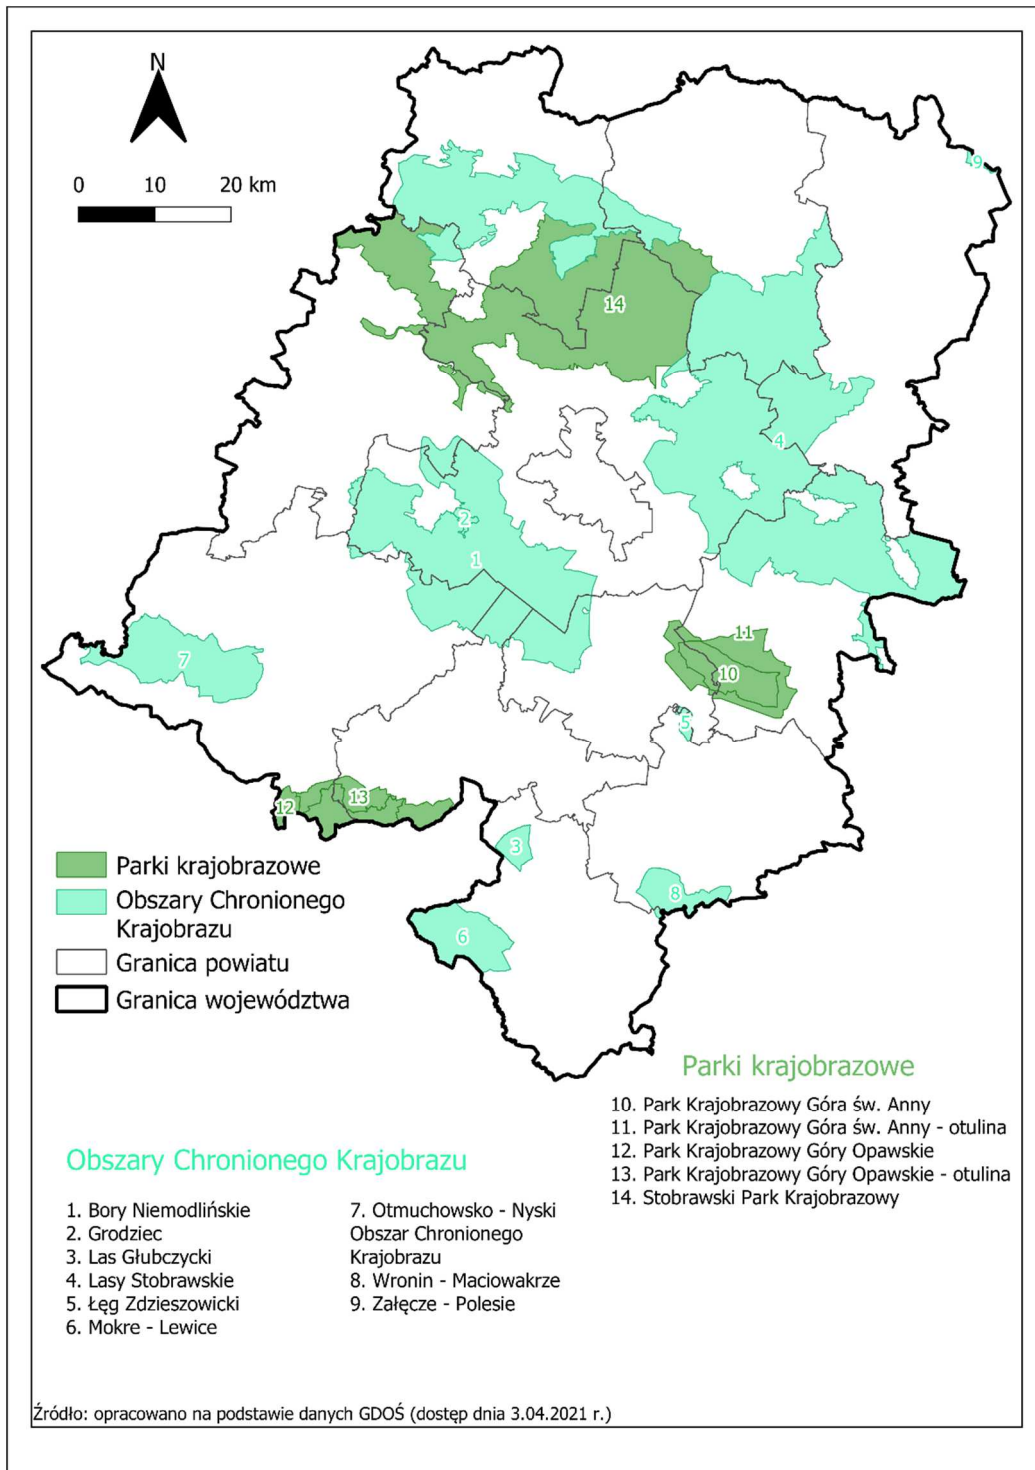 N
0 10 20 km
9
14
4
2
1
11
7
10
5
12
13
3
8
6
Parki krajobrazowe
Obszary Chronionego
Krajobrazu
Granica powiatu
Granica województwa
Parki krajobrazowe
10. Park Krajobrazowy Góra św. Anny
11. Park Krajobrazowy Góra św. Anny - otulina
12. Park Krajobrazowy Góry Opawskie
13. Park Krajobrazowy Góry Opawskie - otulina
14. Stobrawski Park Krajobrazowy
Obszary Chronionego Krajobrazu
1. Bory Niemodlińskie
2. Grodziec
3. Las Głubczycki
4. Lasy Stobrawskie
5. Łęg Zdzieszowicki
6. Mokre - Lewice
7. Otmuchowsko - Nyski
Obszar Chronionego
Krajobrazu
8. Wronin - Maciowakrze
9. Załęcze - Polesie
Źródło: opracowano na podstawie danych GDOŚ (dostęp dnia 3.04.2021 r.)